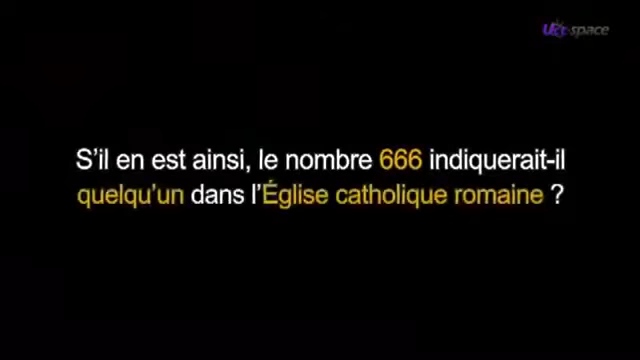 S'il en est ainsi, le nombre 666 indiquerait-il
quelqu'un dans l'Église catholique romaine ?